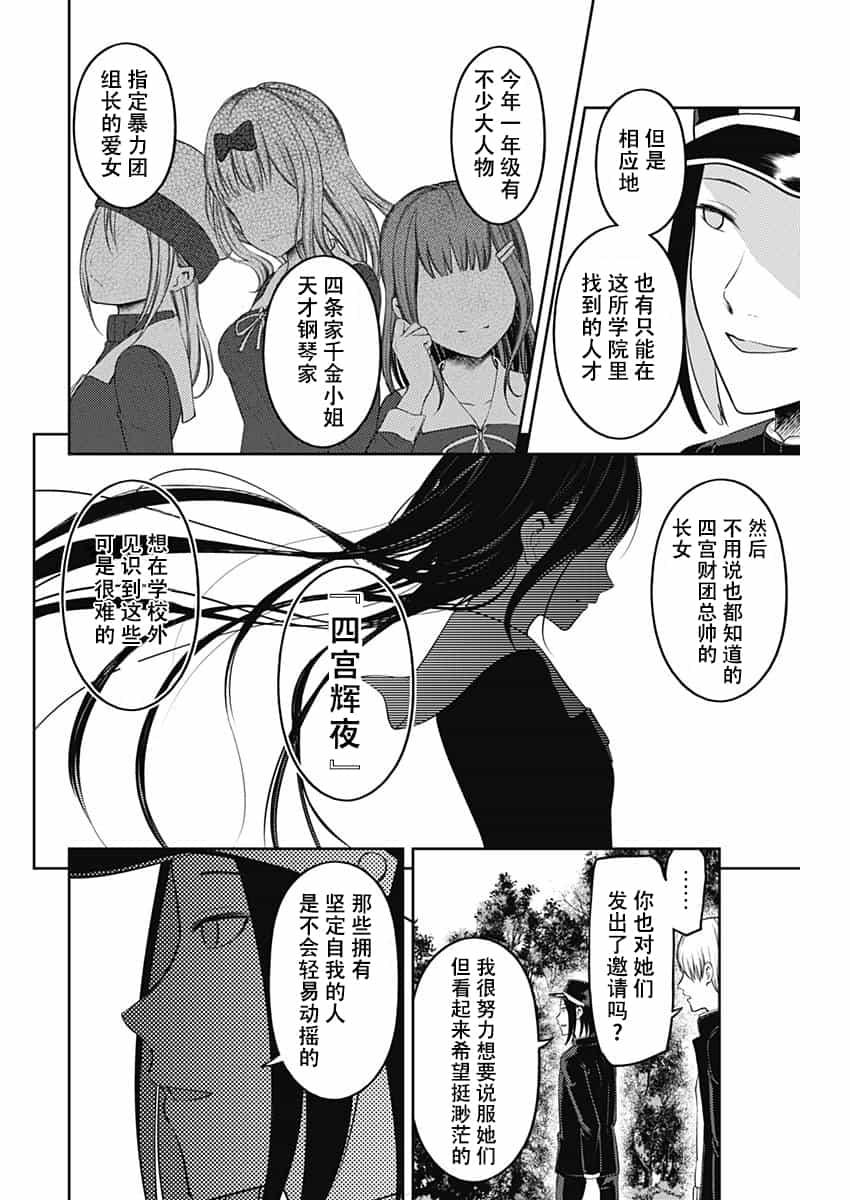 但是
相应地
也有只能在
这所学院里
找到的人才
今年一年级有
不少大人物
四条家千金小姐
天才钢琴家
指定暴力团
组长的爱女
然后
不用说也都知道的
四宫财团总帅的
长女
『四宫辉夜』
想在学校外
见识到这些
可是很难的
……
你也对她们
发出了邀请吗？
我很努力想要说服她们
但看起来希望挺渺茫的
那些拥有
坚定自我的人
是不会轻易动摇的